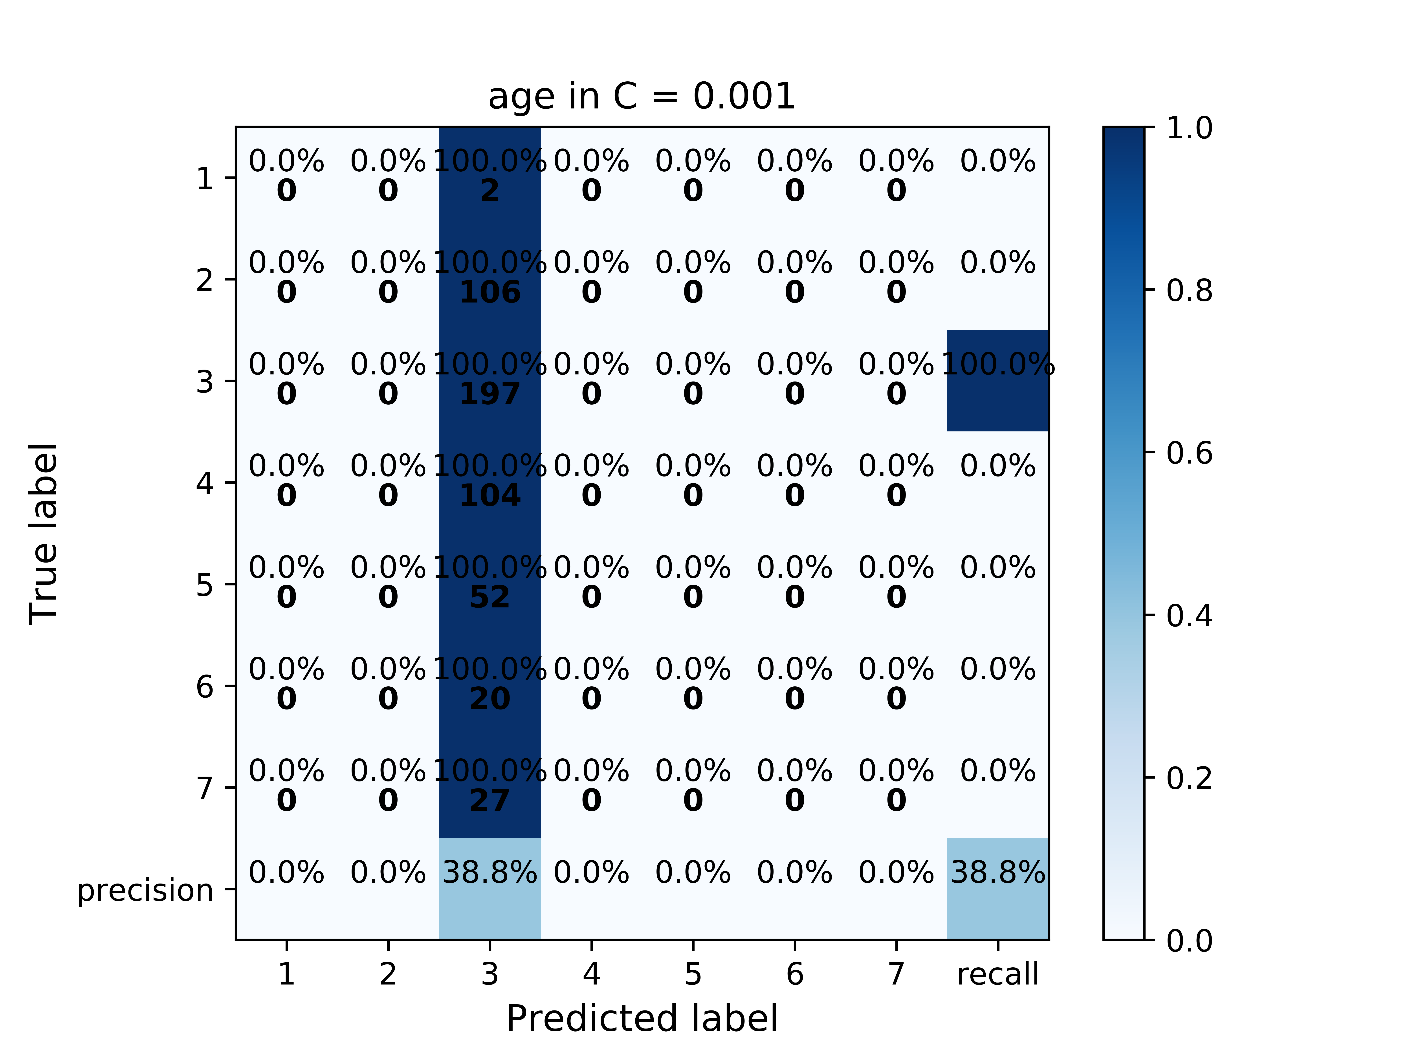 age in C = 0.001
0.0% 0.0% 100.0% 0.0% 0.0% 0.0% 0.0% 0.0%
1 0 0 2 0 0 0 0
0.0% 0.0% 100.0% 0.0% 0.0% 0.0% 0.0% 0.0%
2 0 0 106 0 0 0 0
0.0% 0.0% 100.0% 0.0% 0.0% 0.0% 0.0% 100.0%
3 0 0 197 0 0 0 0
0.0% 0.0% 100.0% 0.0% 0.0% 0.0% 0.0% 0.0%
4 0 0 104 0 0 0 0
0.0% 0.0% 100.0% 0.0% 0.0% 0.0% 0.0% 0.0%
5 0 0 52 0 0 0 0
0.0% 0.0% 100.0% 0.0% 0.0% 0.0% 0.0% 0.0%
6 0 0 20 0 0 0 0
0.0% 0.0% 100.0% 0.0% 0.0% 0.0% 0.0% 0.0%
7 0 0 27 0 0 0 0
precision 0.0% 0.0% 38.8% 0.0% 0.0% 0.0% 0.0% 38.8%
1 2 3 4 5 6 7 recall
Predicted label
True label
1.0
0.8
0.6
0.4
0.2
0.0